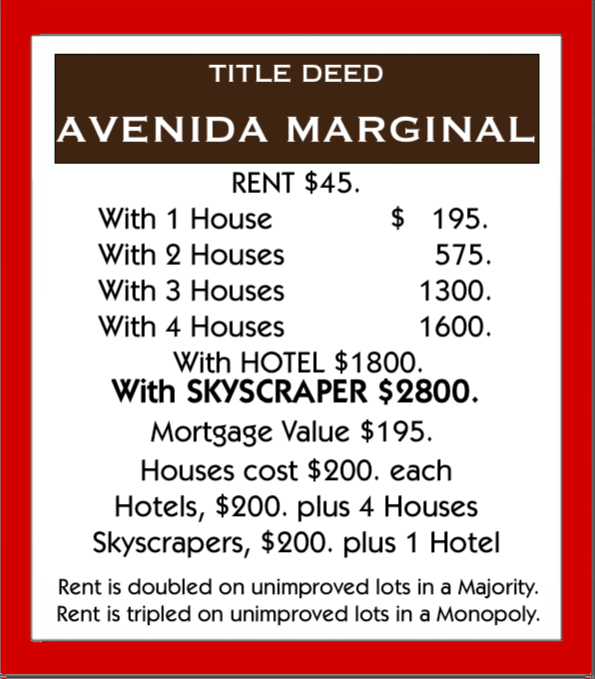 TITLE DEED
AVENIDA MARGINAL
RENT $45.
With 1 House $ 195.
With 2 Houses 575.
With 3 Houses 1300.
With 4 Houses 1600.
With HOTEL $1800.
With SKYSCRAPER $2800.
Mortgage Value $195.
Houses cost $200. each
Hotels, $200. plus 4 Houses
Skyscrapers, $200. plus 1 Hotel
Rent is doubled on unimproved lots in a Majority.
Rent is tripled on unimproved lots in a Monopoly.